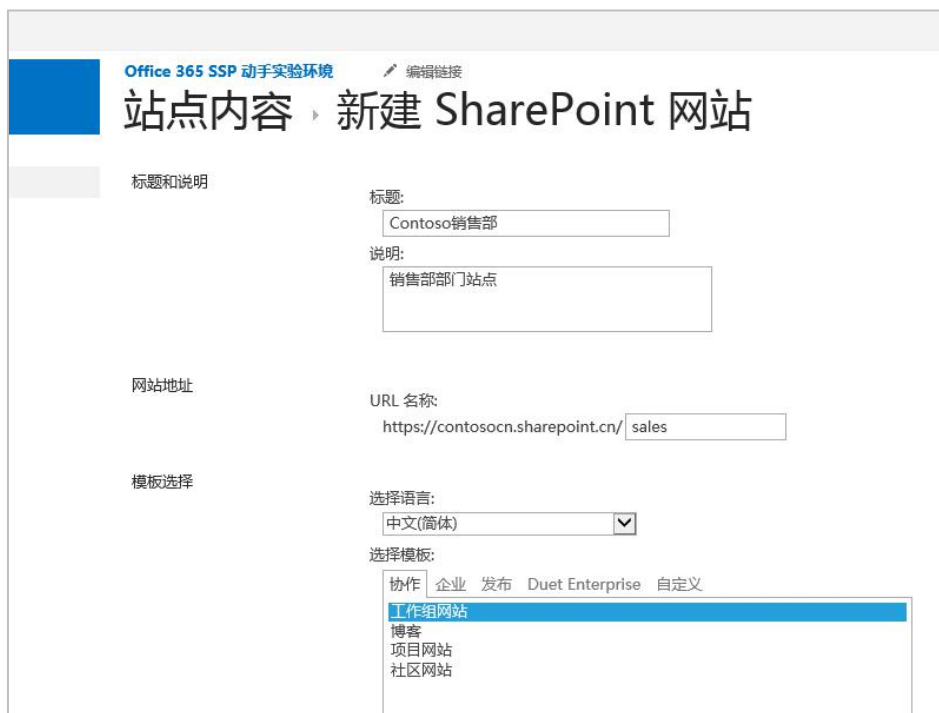 Office 365 SSP 动手实验环境 编辑链接
站点内容 新建 SharePoint 网站
标题和说明
标题:
Contoso销售部
说明:
销售部部门站点
网站地址
URL 名称:
https://contosocn.sharepoint.cn/ sales
模板选择
选择语言:
中文(简体)
选择模板:
协作 企业 发布 Duet Enterprise 自定义
工作组网站
博客
项目网站
社区网站